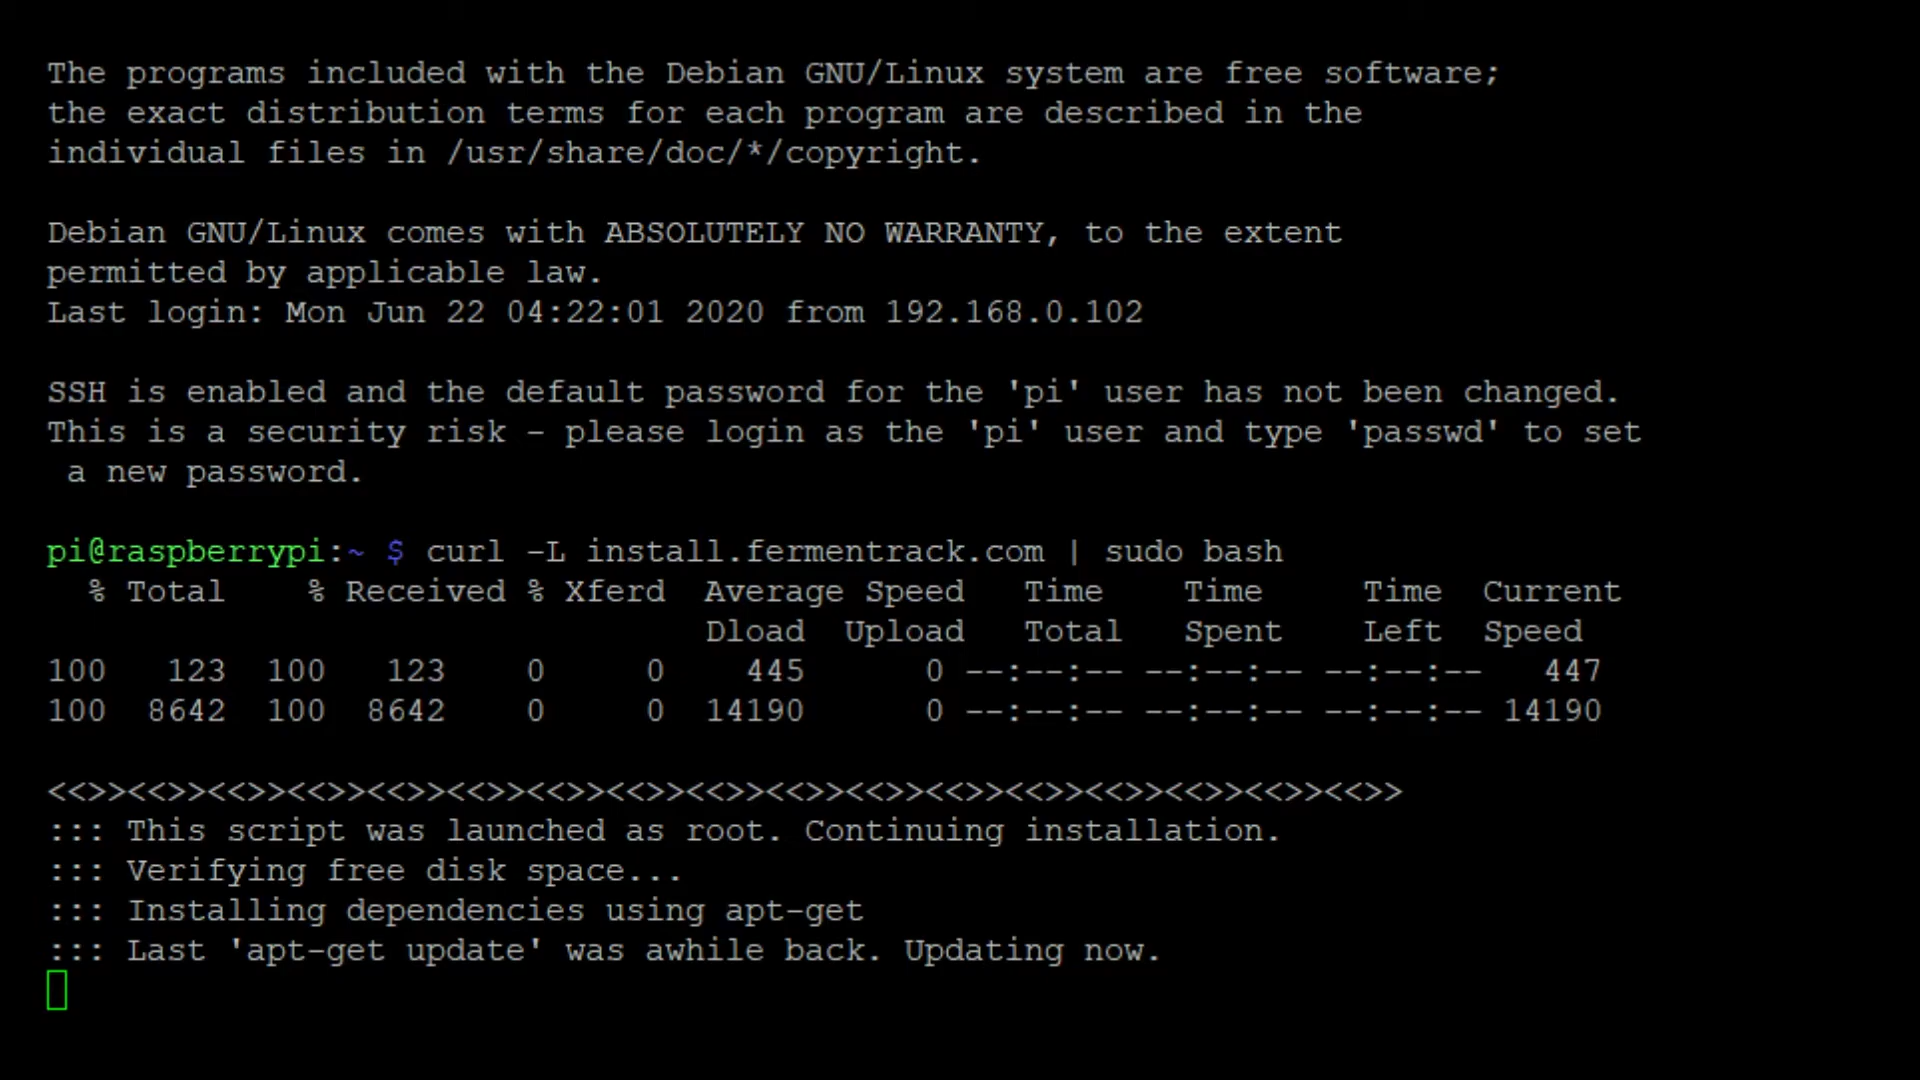 The programs included with the Debian GNU/Linux system are free software;
the exact distribution terms for each program are described in the
individual files in /usr/share/doc/*/copyright.

Debian GNU/Linux comes with ABSOLUTELY NO WARRANTY, to the extent
permitted by applicable law.
Last login: Mon Jun 22 04:22:01 2020 from 192.168.0.102

SSH is enabled and the default password for the 'pi' user has not been changed.
This is a security risk - please login as the 'pi' user and type 'passwd' to set
 a new password.

pi@raspberrypi:~ $ curl -L install.fermentrack.com | sudo bash
  % Total    % Received % Xferd  Average Speed   Time    Time     Time  Current
                                 Dload  Upload   Total   Spent    Left  Speed
100   123  100   123    0     0    445      0 --:--:-- --:--:-- --:--:--   447
100  8642  100  8642    0     0  14190      0 --:--:-- --:--:-- --:--:-- 14190

<<>><<>><<>><<>><<>><<>><<>><<>><<>><<>><<>><<>><<>><<>><<>><<>><<>>
::: This script was launched as root. Continuing installation.
::: Verifying free disk space...
::: Installing dependencies using apt-get
::: Last 'apt-get update' was awhile back. Updating now.